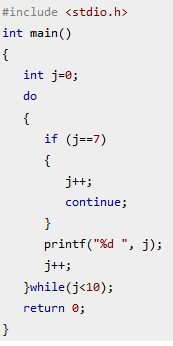 #include <stdio.h>
int main()
{
    int j=0;
    do
    {
        if (j==7)
        {
            j++;
            continue;
        }
        printf("%d ", j);
        j++;
    }while(j<10);
    return 0;
}